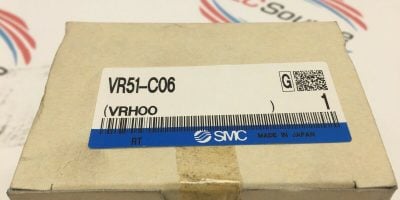 VR51-C06
G
(VRHOO )
1
SMC
RT
MADE IN JAPAN